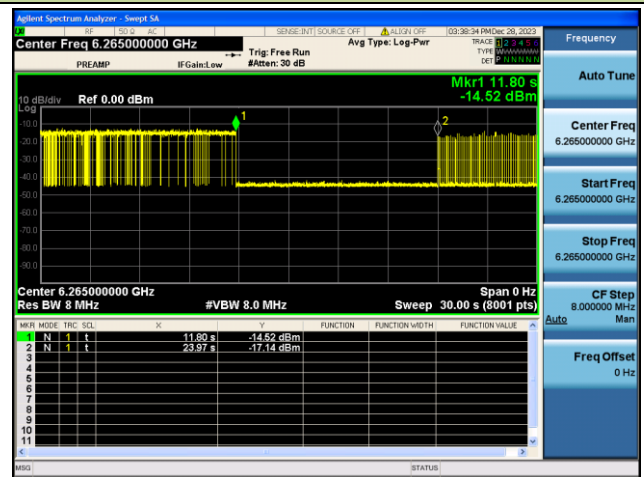 Agilent Spectrum Analyzer - Swept SA
RF 50 Ω AC SENSE:INT SOURCE OFF ALIGN OFF 03:38:34 PM Dec 28, 2023
Center Freq 6.265000000 GHz Avg Type: Log-Pwr TRACE 1 2 3 4 5 6
Trig: Free Run TYPE
PREAMP IFGain:Low #Atten: 30 dB DET P N N N N N
Mkr1 11.80 s
10 dB/div Ref 0.00 dBm -14.52 dBm
Log
1
2
-10.0
-20.0
-30.0
-40.0
-50.0
-60.0
-70.0
-80.0
-90.0
Center 6.265000000 GHz Span 0 Hz
Res BW 8 MHz #VBW 8.0 MHz Sweep 30.00 s (8001 pts)
MKR MODE TRC SCL X Y FUNCTION FUNCTION WIDTH FUNCTION VALUE
1 N 1 t 11.80 s -14.52 dBm
2 N 1 t 23.97 s -17.14 dBm
3
4
5
6
7
8
9
10
11
MSG STATUS
Frequency
Auto Tune
Center Freq
6.265000000 GHz
Start Freq
6.265000000 GHz
Stop Freq
6.265000000 GHz
CF Step
8.000000 MHz
Auto Man
Freq Offset
0 Hz